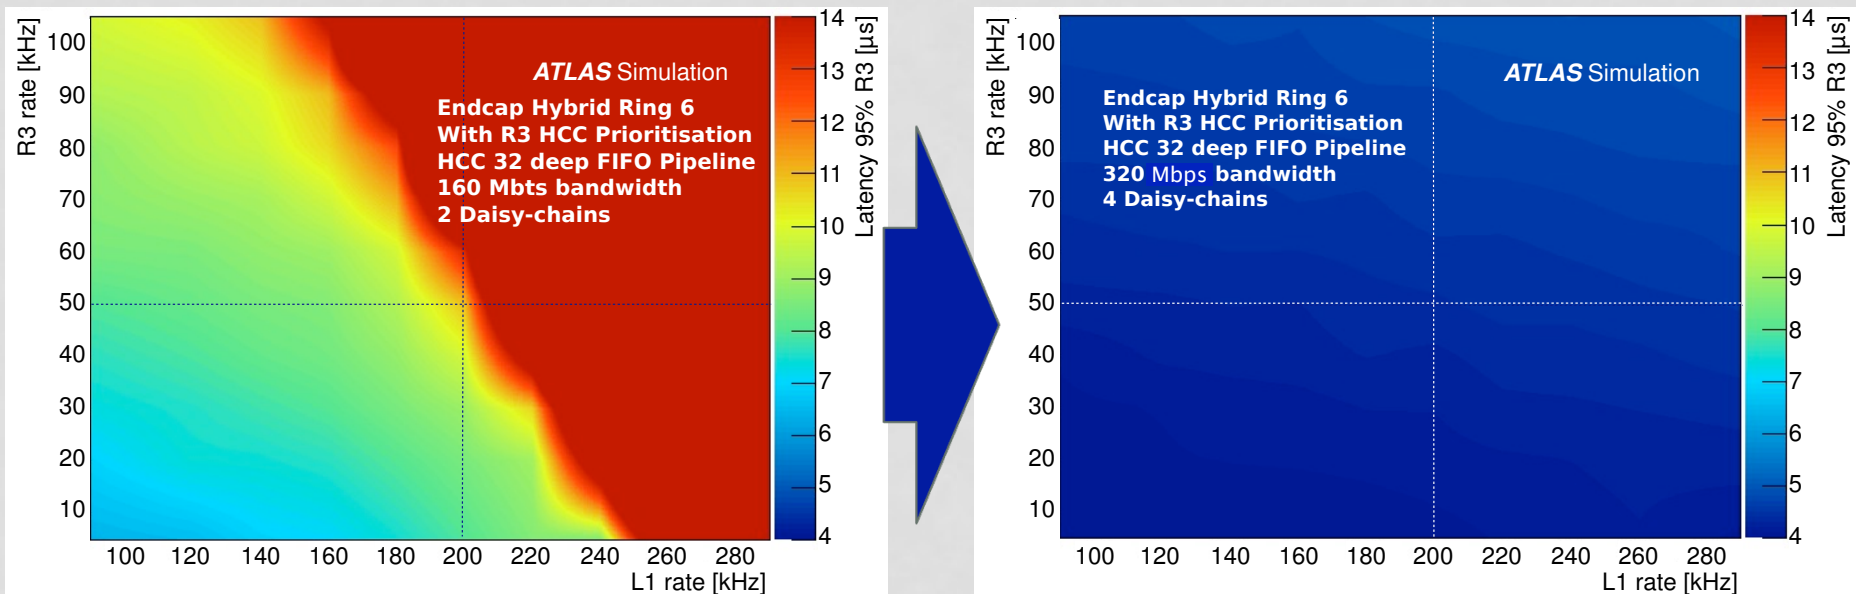 R3 rate [kHz]
100
90
80
70
60
50
40
30
20
10
100 120 140 160 180 200 220 240 260 280
L1 rate [kHz]
ATLAS Simulation
Endcap Hybrid Ring 6
With R3 HCC Prioritisation
HCC 32 deep FIFO Pipeline
160 Mbts bandwidth
2 Daisy-chains
14
13
12
11
10
9
8
7
6
5
4
Latency 95% R3 [µs]
R3 rate [kHz]
100
90
80
70
60
50
40
30
20
10
100 120 140 160 180 200 220 240 260 280
L1 rate [kHz]
ATLAS Simulation
Endcap Hybrid Ring 6
With R3 HCC Prioritisation
HCC 32 deep FIFO Pipeline
320 Mbps bandwidth
4 Daisy-chains
14
13
12
11
10
9
8
7
6
5
4
Latency 95% R3 [µs]